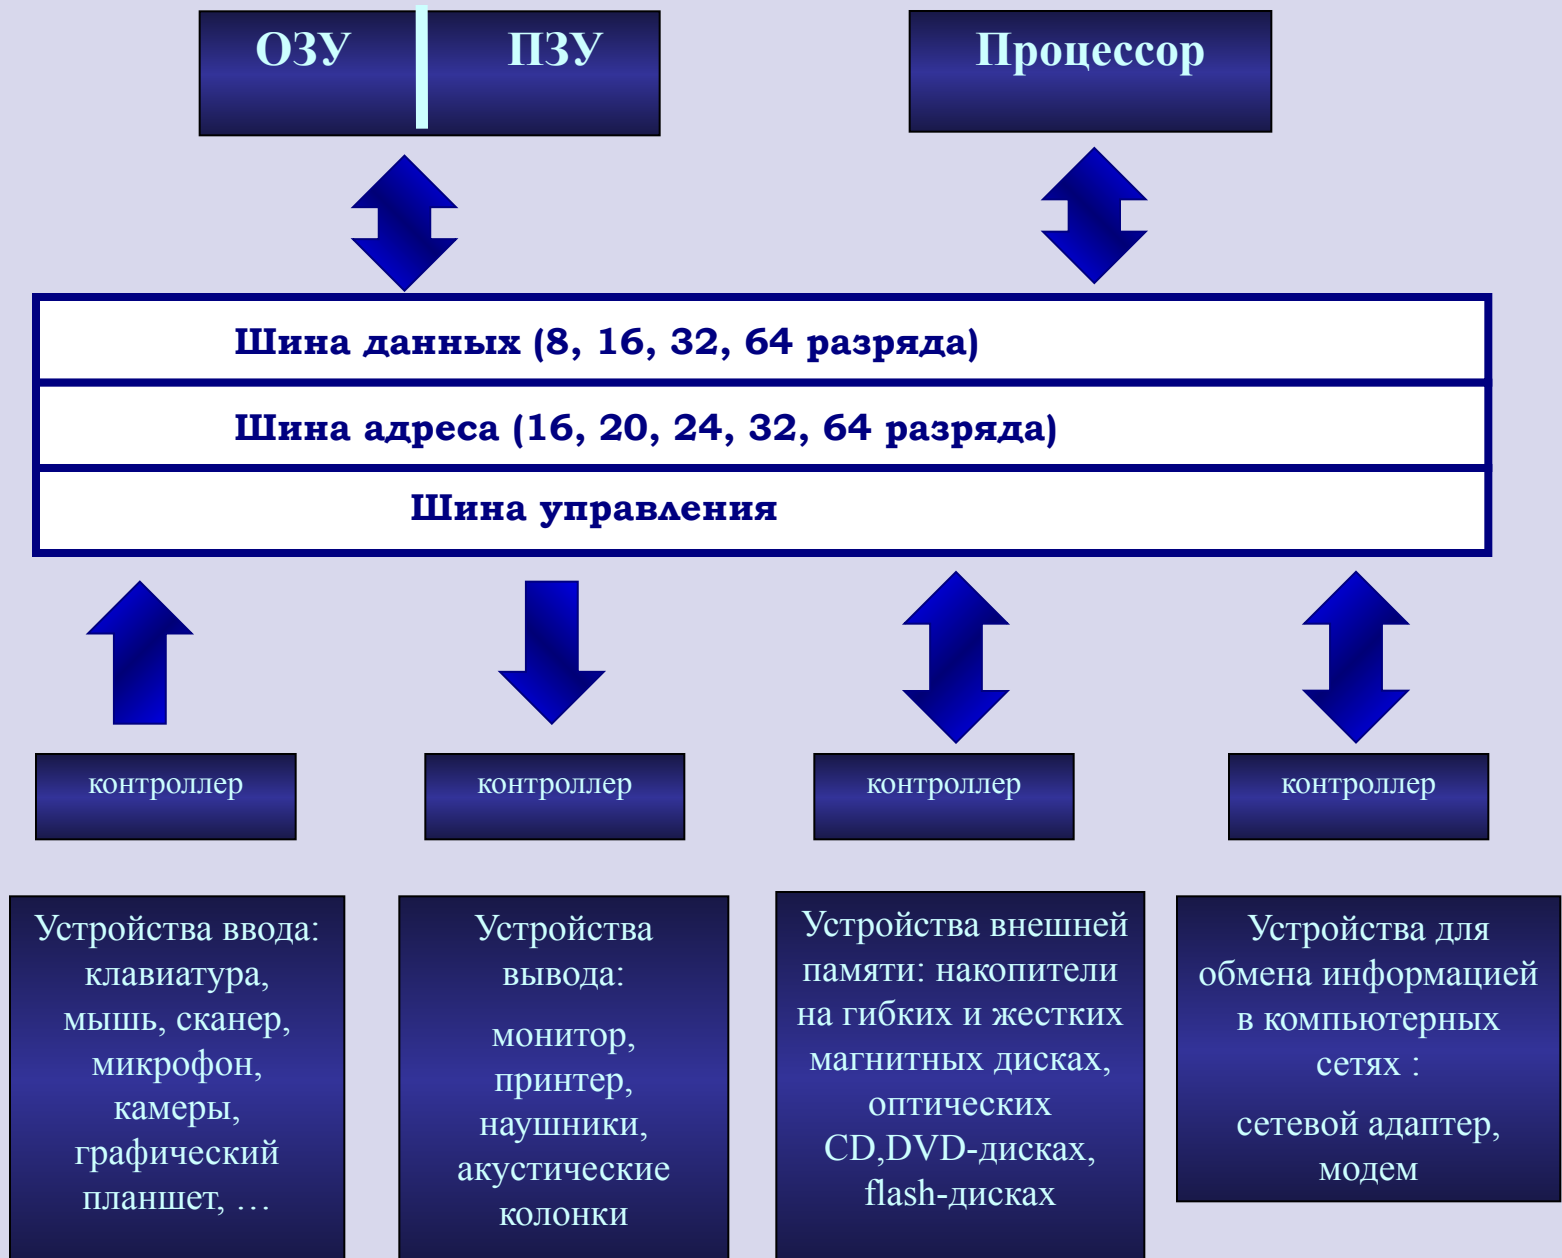 ОЗУ ПЗУ
Процессор
Шина данных (8, 16, 32, 64 разряда)
Шина адреса (16, 20, 24, 32, 64 разряда)
Шина управления
контроллер
контроллер
контроллер
контроллер
Устройства ввода:
клавиатура,
мышь, сканер,
микрофон,
камеры,
графический
планшет, …
Устройства
вывода:
монитор,
принтер,
наушники,
акустические
колонки
Устройства внешней
памяти: накопители
на гибких и жестких
магнитных дисках,
оптических
CD,DVD-дисках,
flash-дисках
Устройства для
обмена информацией
в компьютерных
сетях :
сетевой адаптер,
модем